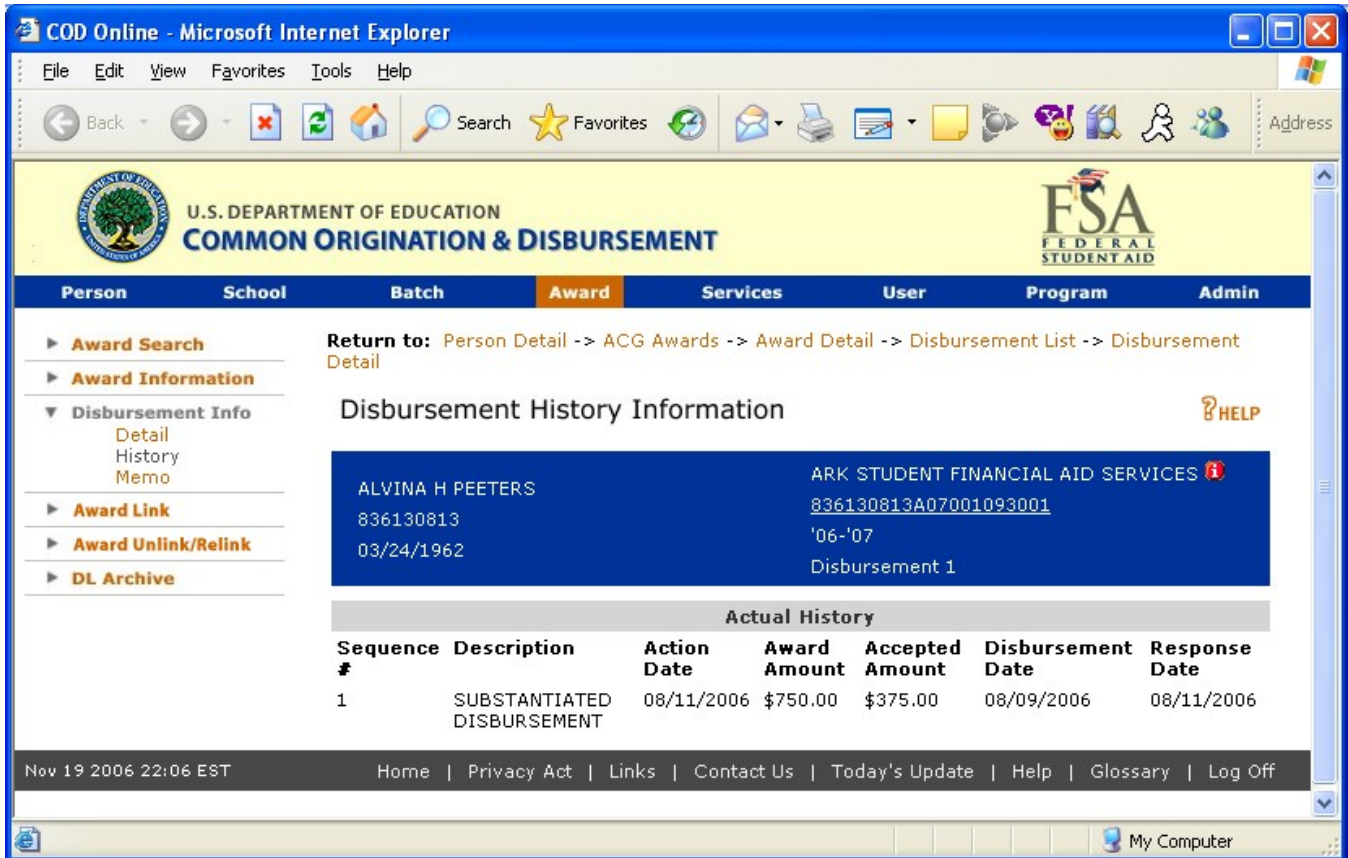 COD Online - Microsoft Internet Explorer
File Edit View Favorites Tools Help
Back Search Favorites Address
U.S. DEPARTMENT OF EDUCATION
COMMON ORIGINATION & DISBURSEMENT
FSA
FEDERAL
STUDENT AID
Person School Batch Award Services User Program Admin
Award Search
Award Information
Disbursement Info
Detail
History
Memo
Award Link
Award Unlink/Relink
DL Archive
Return to: Person Detail -> ACG Awards -> Award Detail -> Disbursement List -> Disbursement
Detail
Disbursement History Information
?HELP
ALVINA H PEETERS
836130813
03/24/1962
ARK STUDENT FINANCIAL AID SERVICES
836130813A07001093001
'06-'07
Disbursement 1
Actual History
Sequence Description Action Award Accepted Disbursement Response
# Date Amount Amount Date Date
1 SUBSTANTIATED 08/11/2006 $750.00 $375.00 08/09/2006 08/11/2006
DISBURSEMENT
Nov 19 2006 22:06 EST Home | Privacy Act | Links | Contact Us | Today's Update | Help | Glossary | Log Off
My Computer